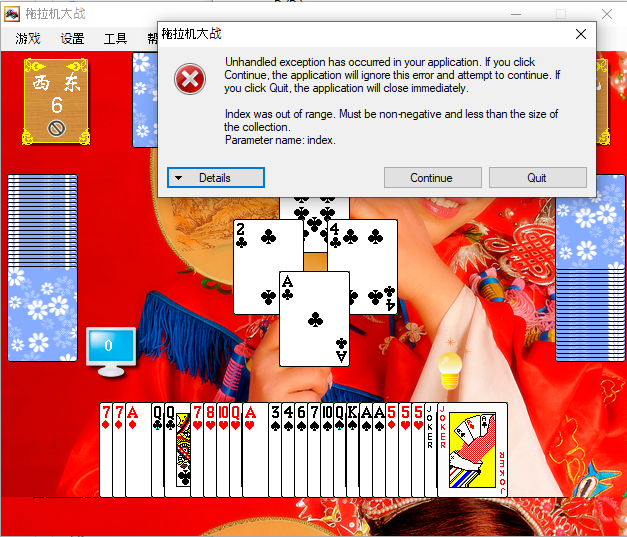 拖拉机大战
游戏 设置 工具 帮
拖拉机大战
Unhandled exception has occurred in your application. If you click
Continue, the application will ignore this error and attempt to continue. If
you click Quit, the application will close immediately.
Index was out of range. Must be non-negative and less than the size of
the collection.
Parameter name: index.
Details
Continue
Quit
西 东
6
2
4
4
A
A
0
7 7 A Q Q 7 8 10 Q A 3 4 6 7 10 Q K A A 5 5 5 JOKER JOKER
JOKER